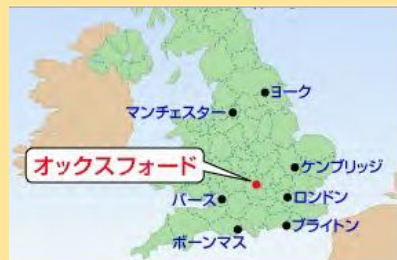 ヨーク
マンチェスター
オックスフォード
ケンブリッジ
バース
ロンドン
ブライトン
ボーンマス